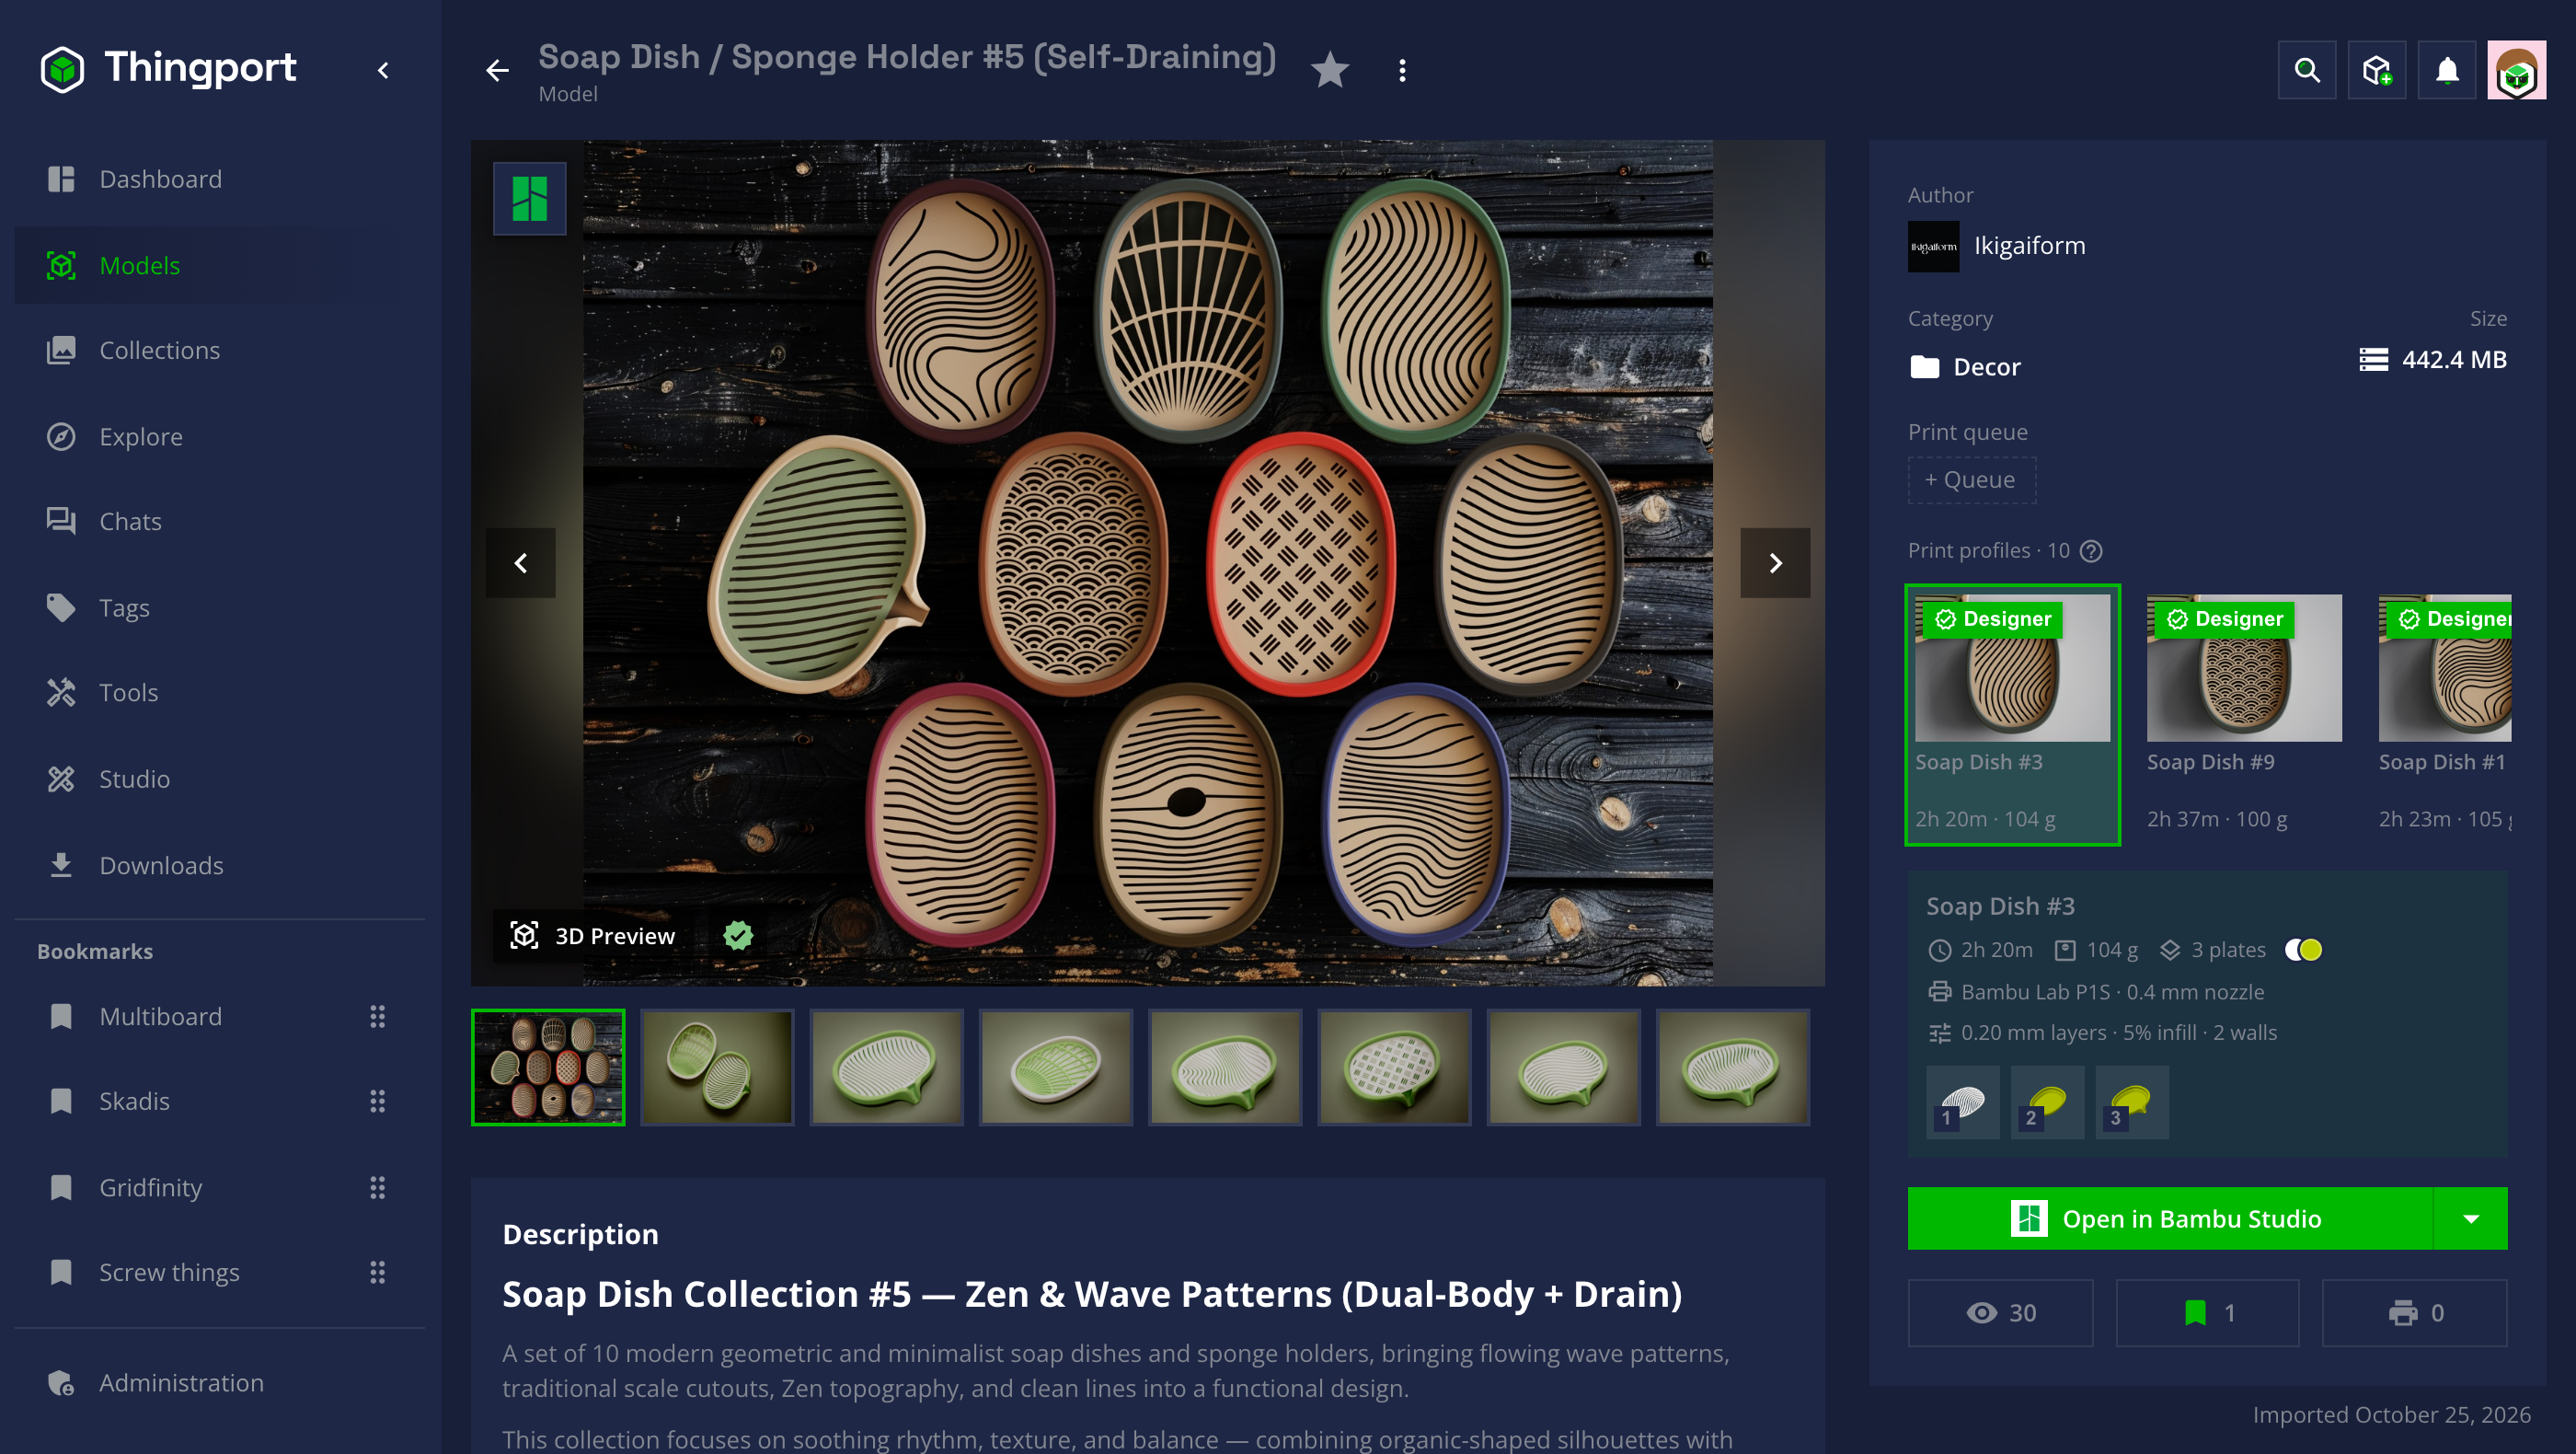 Thingport
Dashboard
Models
Collections
Explore
Chats
Tags
Tools
Studio
Downloads
Bookmarks
Multiboard
Skadis
Gridfinity
Screw things
Administration
Soap Dish / Sponge Holder #5 (Self-Draining)
Model
3D Preview
Description
Soap Dish Collection #5 — Zen & Wave Patterns (Dual-Body + Drain)
A set of 10 modern geometric and minimalist soap dishes and sponge holders, bringing flowing wave patterns,
traditional scale cutouts, Zen topography, and clean lines into a functional design.
This collection focuses on soothing rhythm, texture, and balance — combining organic-shaped silhouettes with
Author
Ikigaiform
Ikigaiform
Category
Size
Decor
442.4 MB
Print queue
+ Queue
Print profiles · 10
Designer
Designer
Designer
Soap Dish #3
Soap Dish #9
Soap Dish #1
2h 20m · 104 g
2h 37m · 100 g
2h 23m · 105 g
Soap Dish #3
2h 20m 104 g 3 plates
Bambu Lab P1S · 0.4 mm nozzle
0.20 mm layers · 5% infill · 2 walls
1 2 3
Open in Bambu Studio
30 1 0
Imported October 25, 2026